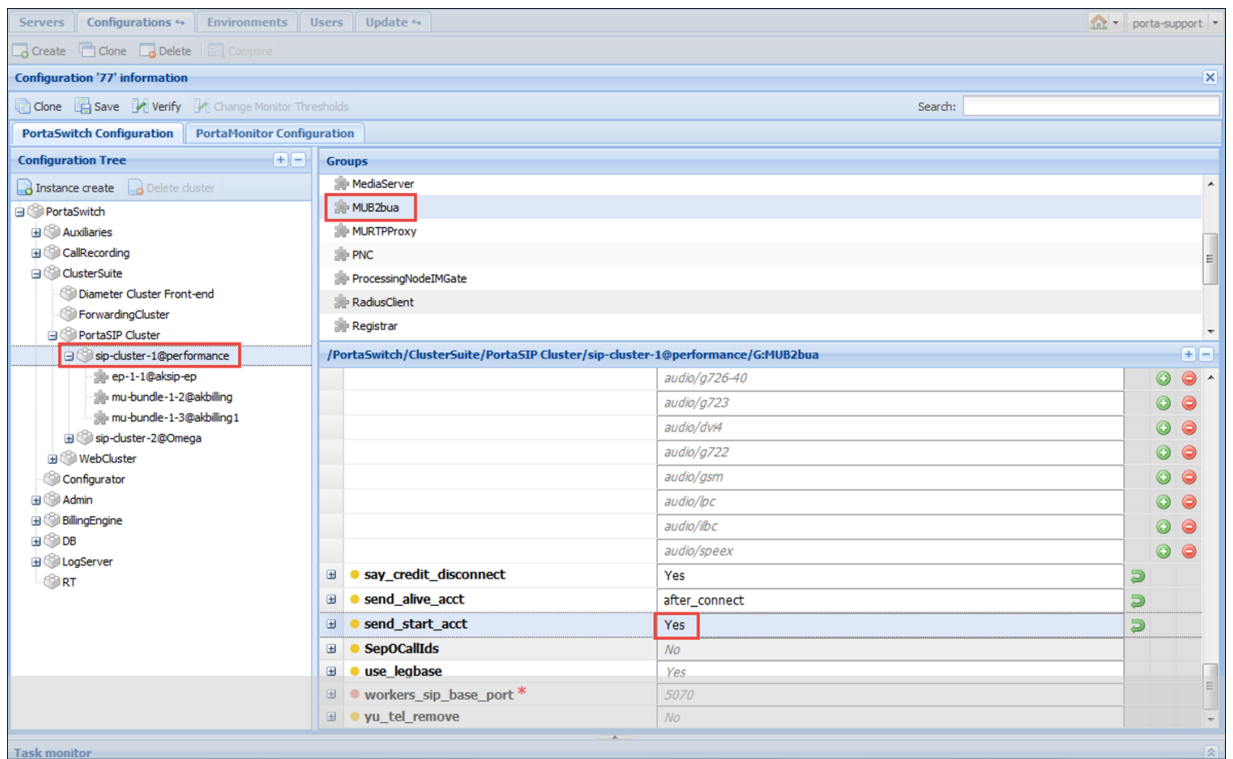 Servers Configurations Environments Users Update porta-support
Create Clone Delete Compare
Configuration '77' information
Clone Save Verify Change Monitor Thresholds Search:
PortaSwitch Configuration PortaMonitor Configuration
Configuration Tree
Instance create Delete cluster
PortaSwitch
Auxiliaries
CallRecording
ClusterSuite
Diameter Cluster Front-end
ForwardingCluster
PortaSIP Cluster
sip-cluster-1@performance
ep-1-1@aksip-ep
mu-bundle-1-2@akbilling
mu-bundle-1-3@akbilling1
sip-cluster-2@Omega
WebCluster
Configurator
Admin
BillingEngine
DB
LogServer
RT
Groups
MediaServer
MUB2bua
MURTPProxy
PNC
ProcessingNodeIMGate
RadiusClient
Registrar
/PortaSwitch/ClusterSuite/PortaSIP Cluster/sip-cluster-1@performance/G:MUB2bua
audio/g726-40
audio/g723
audio/dvi4
audio/g722
audio/gsm
audio/lpc
audio/ilbc
audio/speex
say_credit_disconnect Yes
send_alive_acct after_connect
send_start_acct Yes
SepOCallIds No
use_legbase Yes
workers_sip_base_port * 5070
yu_tel_remove No
Task monitor